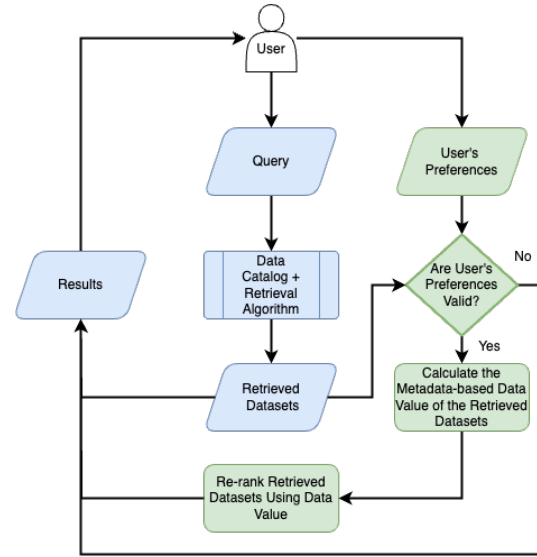 User
Query
User's
Preferences
Data
Catalog +
Retrieval
Algorithm
Results
Are User's
Preferences
Valid?
No
Yes
Retrieved
Datasets
Calculate the
Metadata-based Data
Value of the Retrieved
Datasets
Re-rank Retrieved
Datasets Using Data
Value